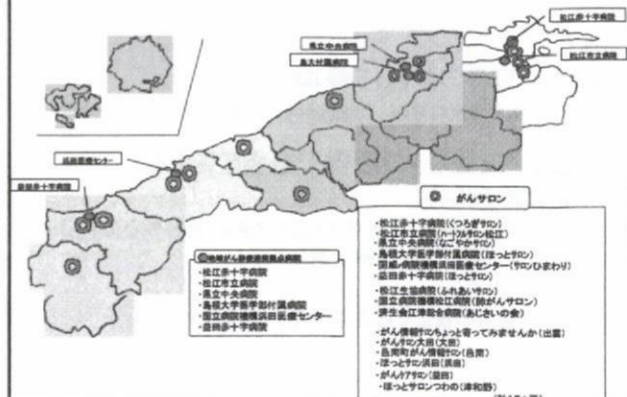 松江赤十字病院
県立中央病院
島大付属病院
松江市立病院
浜田医療センター
益田赤十字病院
がんサロン
・松江赤十字病院(くつろぎサロン)
・松江市立病院(ハートフルサロン松江)
・県立中央病院(なごやかサロン)
・島根大学医学部付属病院(ほっとサロン)
・国立病院機構浜田医療センター(サロンひまわり)
・益田赤十字病院(ほっとサロン)
・松江生協病院(ふれあいサロン)
・国立病院機構松江病院(肺がんサロン)
・済生会江津総合病院(あじさいの会)
・がん情報サロンちょっと寄ってみませんか(出雲)
・がんサロン大田(大田)
・邑南町がん情報サロン(邑南)
・ほっとサロン浜田(浜田)
・がんケアサロン(益田)
・ほっとサロンつわの(津和野)
地域がん診療連携拠点病院
・松江赤十字病院
・松江市立病院
・県立中央病院
・島根大学医学部付属病院
・国立病院機構浜田医療センター
・益田赤十字病院